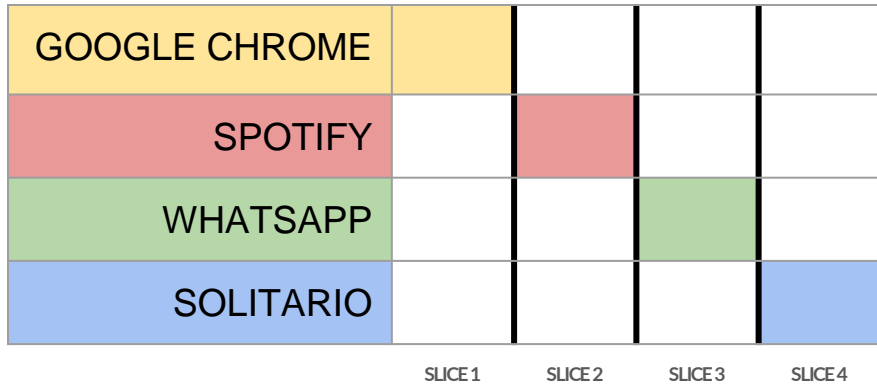 GOOGLE CHROME
SPOTIFY
WHATSAPP
SOLITARIO
SLICE 1 SLICE 2 SLICE 3 SLICE 4